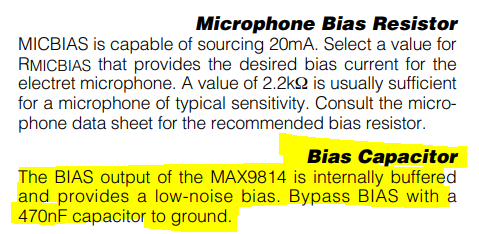 Microphone Bias Resistor
MICBIAS is capable of sourcing 20mA. Select a value for
RMICBIAS that provides the desired bias current for the
electret microphone. A value of 2.2kΩ is usually sufficient
for a microphone of typical sensitivity. Consult the micro-
phone data sheet for the recommended bias resistor.
Bias Capacitor
The BIAS output of the MAX9814 is internally buffered
and provides a low-noise bias. Bypass BIAS with a
470nF capacitor to ground.